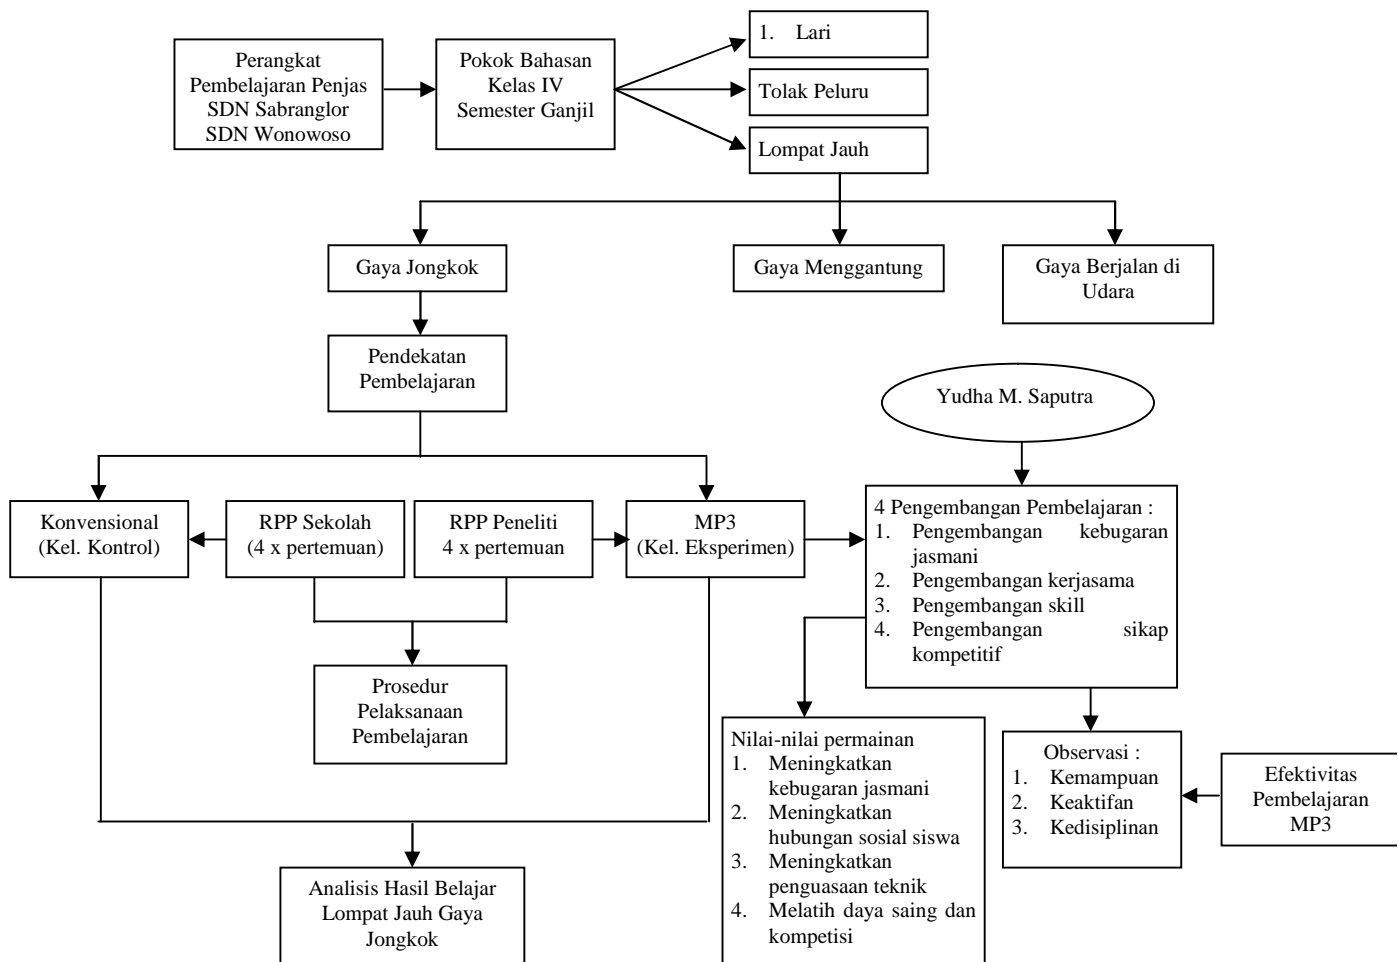 Perangkat
Pembelajaran Penjas
SDN Sabranglor
SDN Wonowoso
Pokok Bahasan
Kelas IV
Semester Ganjil
1. Lari
Tolak Peluru
Lompat Jauh
Gaya Jongkok
Gaya Menggantung
Gaya Berjalan di
Udara
Pendekatan
Pembelajaran
Yudha M. Saputra
Konvensional
(Kel. Kontrol)
RPP Sekolah
(4 x pertemuan)
RPP Peneliti
4 x pertemuan
MP3
(Kel. Eksperimen)
4 Pengembangan Pembelajaran :
1. Pengembangan kebugaran
jasmani
2. Pengembangan kerjasama
3. Pengembangan skill
4. Pengembangan sikap
kompetitif
Prosedur
Pelaksanaan
Pembelajaran
Nilai-nilai permainan
1. Meningkatkan
kebugaran jasmani
2. Meningkatkan
hubungan sosial siswa
3. Meningkatkan
penguasaan teknik
4. Melatih daya saing dan
kompetisi
Observasi :
1. Kemampuan
2. Keaktifan
3. Kedisiplinan
Efektivitas
Pembelajaran
MP3
Analisis Hasil Belajar
Lompat Jauh Gaya
Jongkok